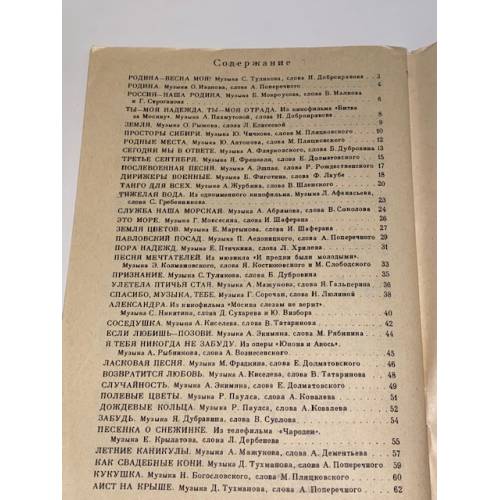 Содержание
РОДИНА—ВЕСНА МОЯ! Музыка С. Туликова, слова Н. Добронравова . . 3
РОДИНА. Музыка О. Иванова, слова А. Поперечного . . 4
РОССИЯ—НАША РОДИНА. Музыка Б. Мокроусова, слова В. Малкова
и Г. Строганова . . 6
ТЫ—МОЯ НАДЕЖДА, ТЫ—МОЯ ОТРАДА. Из кинофильма «Битва
за Москву». Музыка А. Пахмутовой, слова Н. Добронравова . . 8
ЗЕМЛЯ. Музыка О. Рыжова, слова Л. Елисеевой . . 9
ПРОСТОРЫ СИБИРИ. Музыка Ю. Чичкова, слова М. Пляцковского . . 10
РОДНЫЕ МЕСТА. Музыка Ю. Антонова, слова М. Пляцковского . . 12
СЕГОДНЯ МЫ В ОТВЕТЕ. Музыка А. Флярковского, слова Б. Дубровина 13
ТРЕТЬЕ СЕНТЯБРЯ. Музыка Я. Френкеля, слова Е. Долматовского . . 15
ПОСЛЕВОЕННАЯ ПЕСНЯ. Музыка А. Эшпая, слова Р. Рождественского 17
ДИРИЖЕРЫ ВОЕННЫЕ. Музыка Б. Фиготина, слова Ф. Лаубе . . 18
ТАНГО ДЛЯ ВСЕХ. Музыка А. Журбина, слова В. Шленского . . 20
ТЯЖЕЛАЯ ВОДА. Из одноименного кинофильма. Музыка Л. Афанасьева,
слова С. Гребенникова . . 23
СЛУЖБА НАША МОРСКАЯ. Музыка А. Абрамова, слова В. Соколова 24
ЭТО МОРЕ. Музыка Г. Мовсесяна, слова И. Шаферана . . 26
ЗЕМЛЯ ЦВЕТОВ. Музыка Е. Мартынова, слова И. Шаферана . . 27
ПАВЛОВСКИЙ ПОСАД. Музыка П. Аедоницкого, слова А. Поперечного 29
ПОРА НАДЕЖД. Музыка Е. Птичкина, слова Л. Хрилева . . 31
ПЕСНЯ МЕЧТАТЕЛЕЙ. Из мюзикла «И предки были молодыми».
Музыка Э. Колмановского, слова Я. Костюковского и М. Слободского . . 33
ПРИЗНАНИЕ. Музыка С. Туликова, слова Б. Дубровина . . 35
УЛЕТЕЛА ПТИЧЬЯ СТАЯ. Музыка А. Мажукова, слова Я. Гальперина . . 36
СПАСИБО, МУЗЫКА, ТЕБЕ. Музыка Г. Сорочан, слова Н. Люлиной . . 38
АЛЕКСАНДРА. Из кинофильма «Москва слезам не верит».
Музыка С. Никитина, слова Д. Сухарева и Ю. Визбора . . 40
СОСЕДУШКА. Музыка А. Киселева, слова В. Татаринова . . 42
ЕСЛИ ЛЮБИШЬ—ПОЗОВИ. Музыка А. Экимяна, слова М. Рябинина . . 44
Я ТЕБЯ НИКОГДА НЕ ЗАБУДУ. Из оперы «Юнона и Авось».
Музыка А. Рыбникова, слова А. Вознесенского . . 45
ЛАСКОВАЯ ПЕСНЯ. Музыка М. Фрадкина, слова Е. Долматовского . . 46
ВОЗВРАТИТСЯ ЛЮБОВЬ. Музыка А. Киселева, слова В. Татаринова . . 48
СЛУЧАЙНОСТЬ. Музыка А. Экимяна, слова Е. Долматовского . . 49
ПОЛЕВЫЕ ЦВЕТЫ. Музыка Р. Паулса, слова А. Ковалева . . 51
ДОЖДЕВЫЕ КОЛЬЦА. Музыка Р. Паулса, слова А. Ковалева . . 52
ЗАБУДЬ. Музыка Я. Дубравина, слова В. Суслова . . 54
ПЕСЕНКА О СНЕЖИНКЕ. Из телефильма «Чародеи».
Музыка Е. Крылатова, слова Л. Дербенева . . 55
ЛЕТНИЕ КАНИКУЛЫ. Музыка А. Мажукова, слова А. Дементьева . . 57
КАК СВАДЕБНЫЕ КОНИ. Музыка Д. Тухманова, слова А. Поперечного . . 59
КУКУШКА. Музыка Н. Богословского, слова М. Пляцковского . . 60
АИСТ НА КРЫШЕ. Музыка Д. Тухманова, слова А. Поперечного . . 62